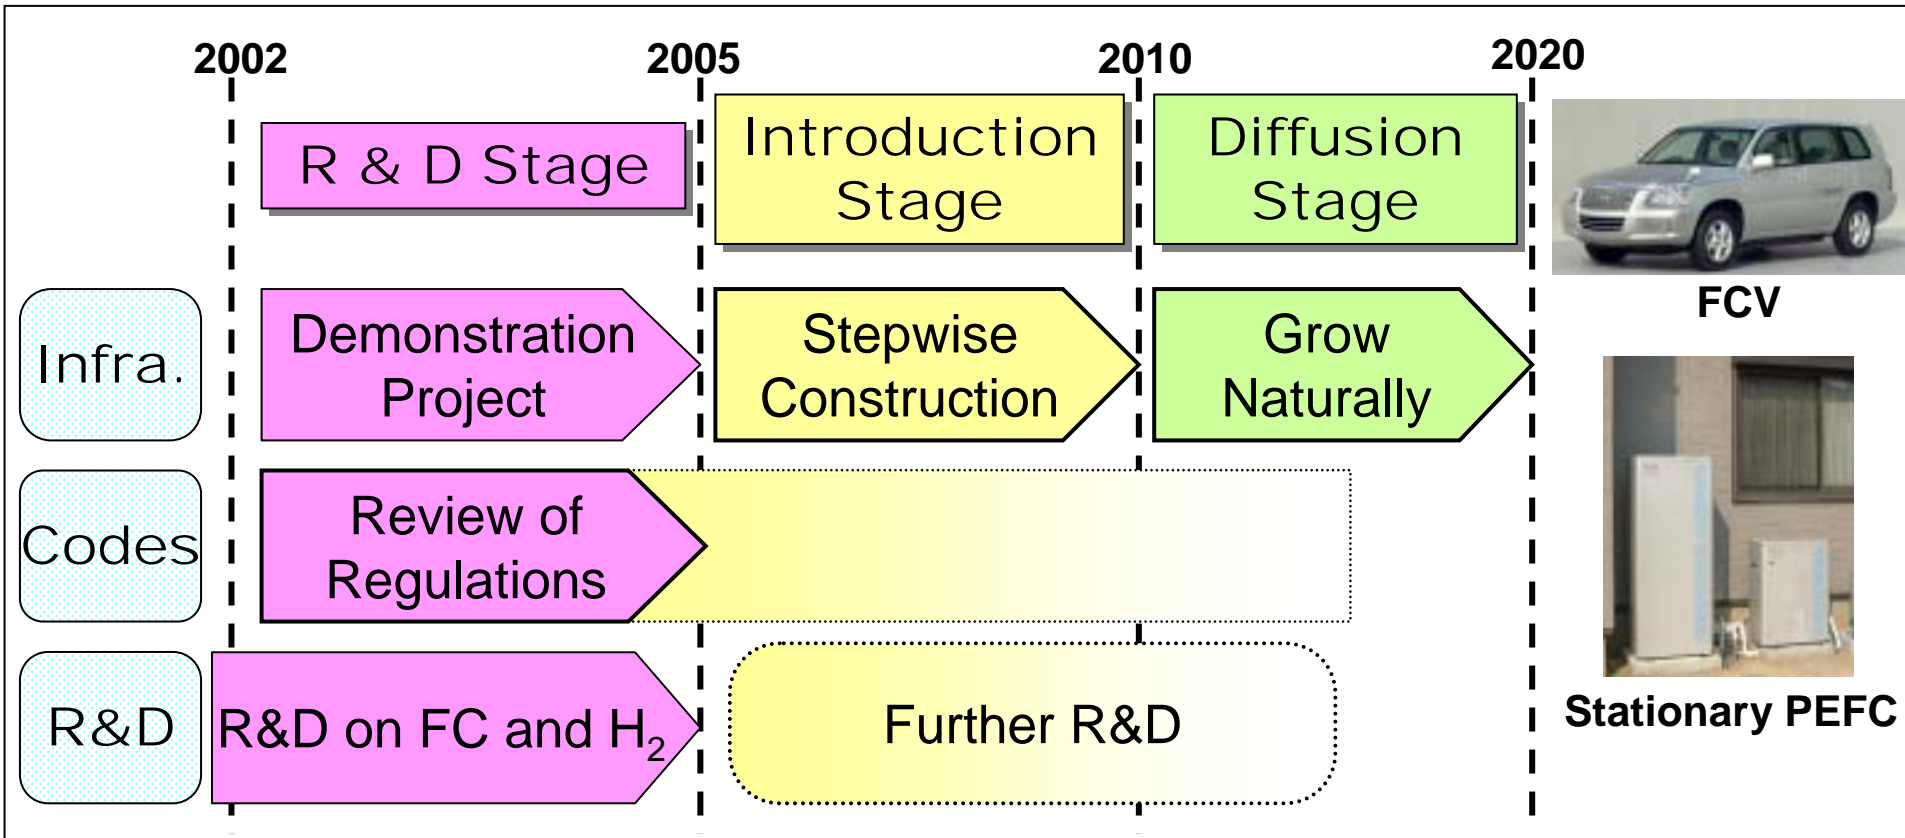 2002
2005
2010
2020
R & D Stage
Introduction
Stage
Diffusion
Stage
FCV
Infra.
Demonstration
Project
Stepwise
Construction
Grow
Naturally
Codes
Review of
Regulations
R&D
R&D on FC and H₂
Further R&D
Stationary PEFC